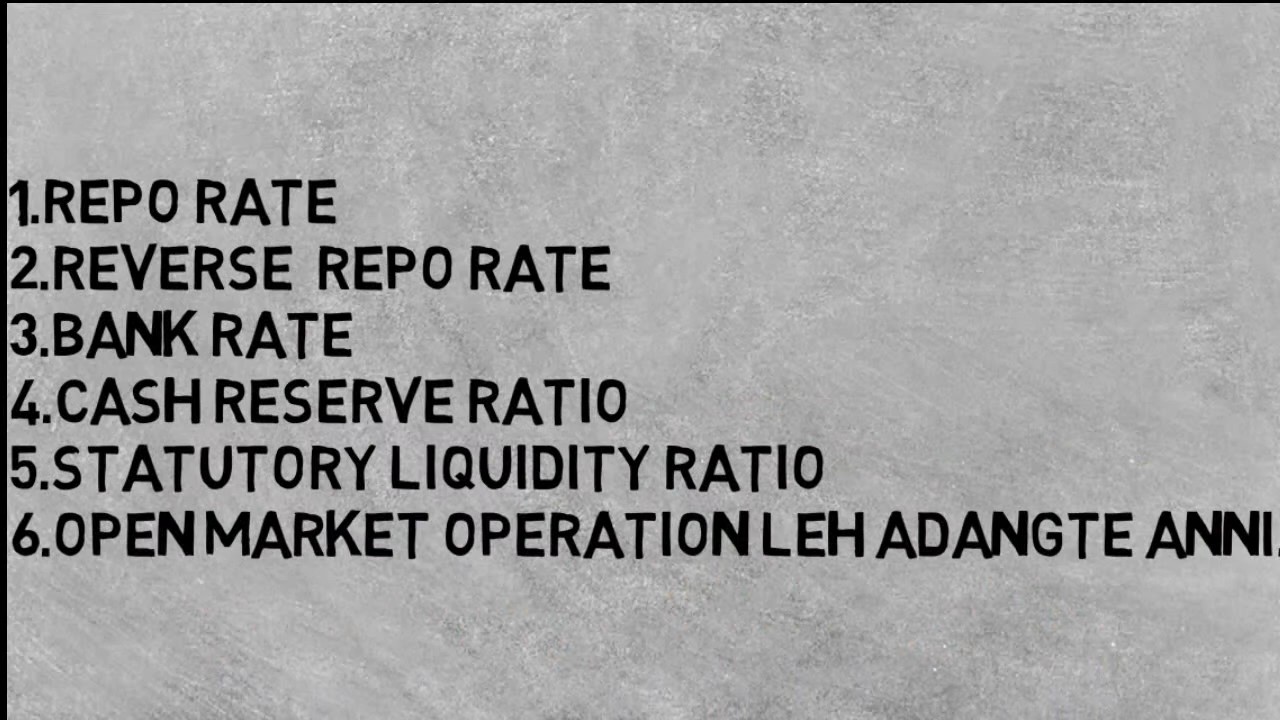 1.REPO RATE
2.REVERSE REPO RATE
3.BANK RATE
4.CASH RESERVE RATIO
5.STATUTORY LIQUIDITY RATIO
6.OPEN MARKET OPERATION LEH ADANGTE ANNI.